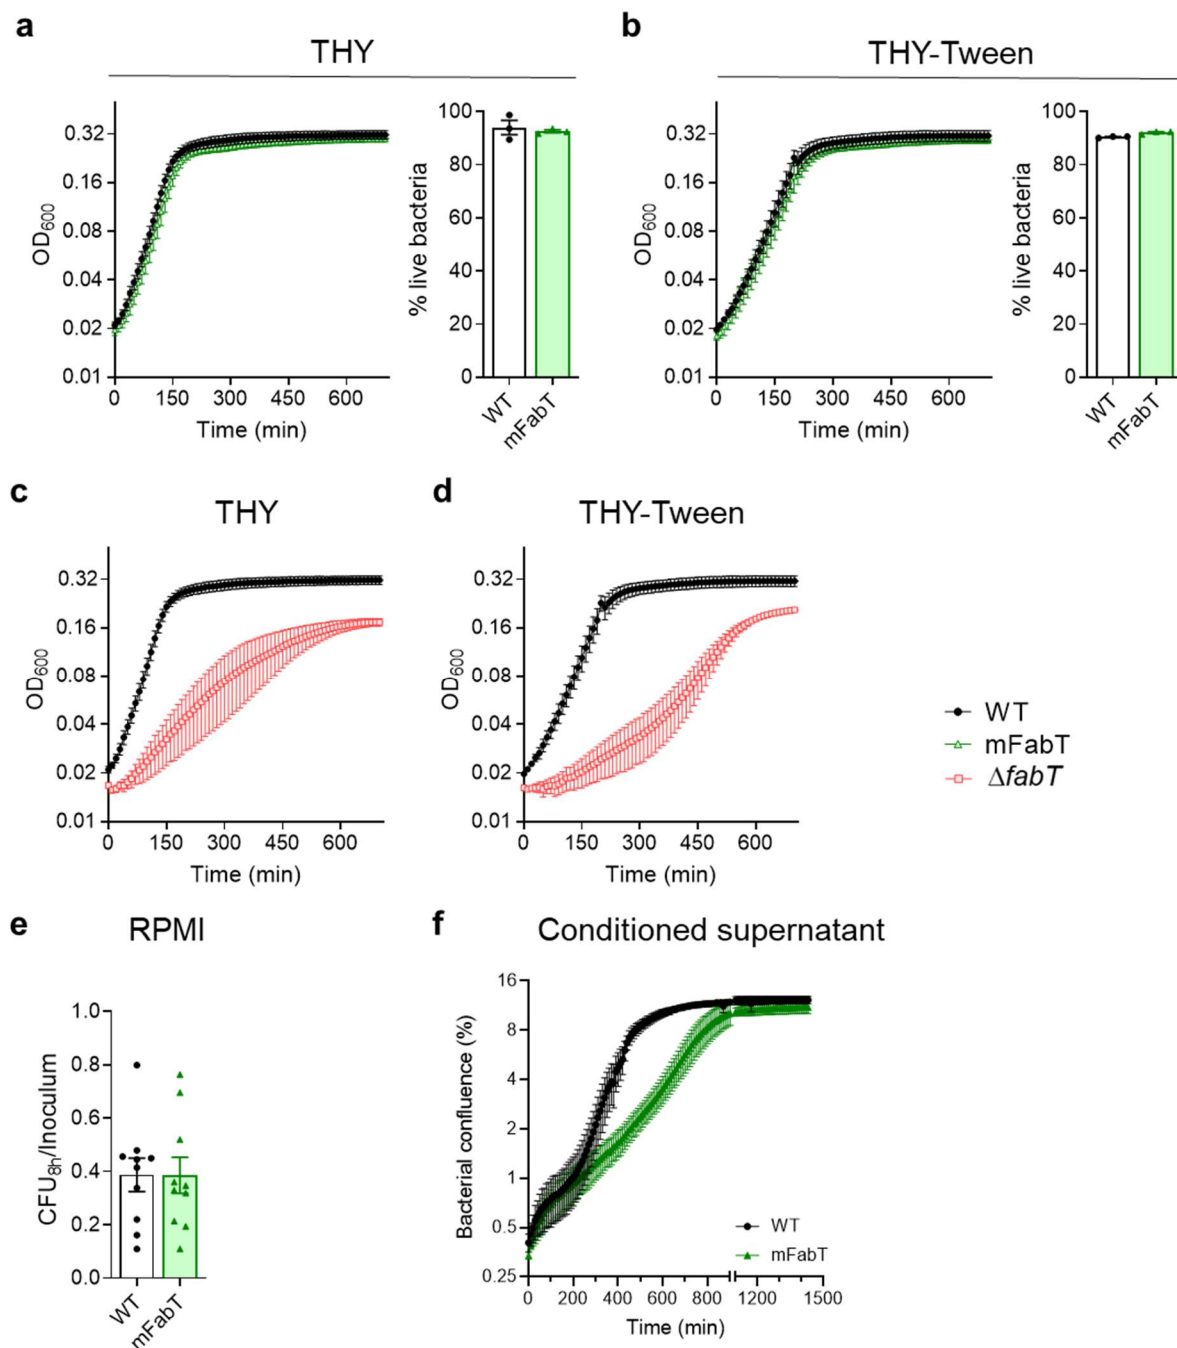 a
THY
0.32
0.16
0.08
0.04
0.02
0.01
OD600
0 150 300 450 600
Time (min)
100
80
60
40
20
0
% live bacteria
WT
mFabT
b
THY-Tween
0.32
0.16
0.08
0.04
0.02
0.01
OD600
0 150 300 450 600
Time (min)
100
80
60
40
20
0
% live bacteria
WT
mFabT
c
THY
0.32
0.16
0.08
0.04
0.02
0.01
OD600
0 150 300 450 600
Time (min)
d
THY-Tween
0.32
0.16
0.08
0.04
0.02
0.01
OD600
0 150 300 450 600
Time (min)
WT
mFabT
ΔfabT
e
RPMI
1.0
0.8
0.6
0.4
0.2
0.0
CFU8h/Inoculum
WT
mFabT
f
Conditioned supernatant
16
8
4
2
1
0.5
0.25
Bacterial confluence (%)
WT
mFabT
0 200 400 600 800 1200 1500
Time (min)